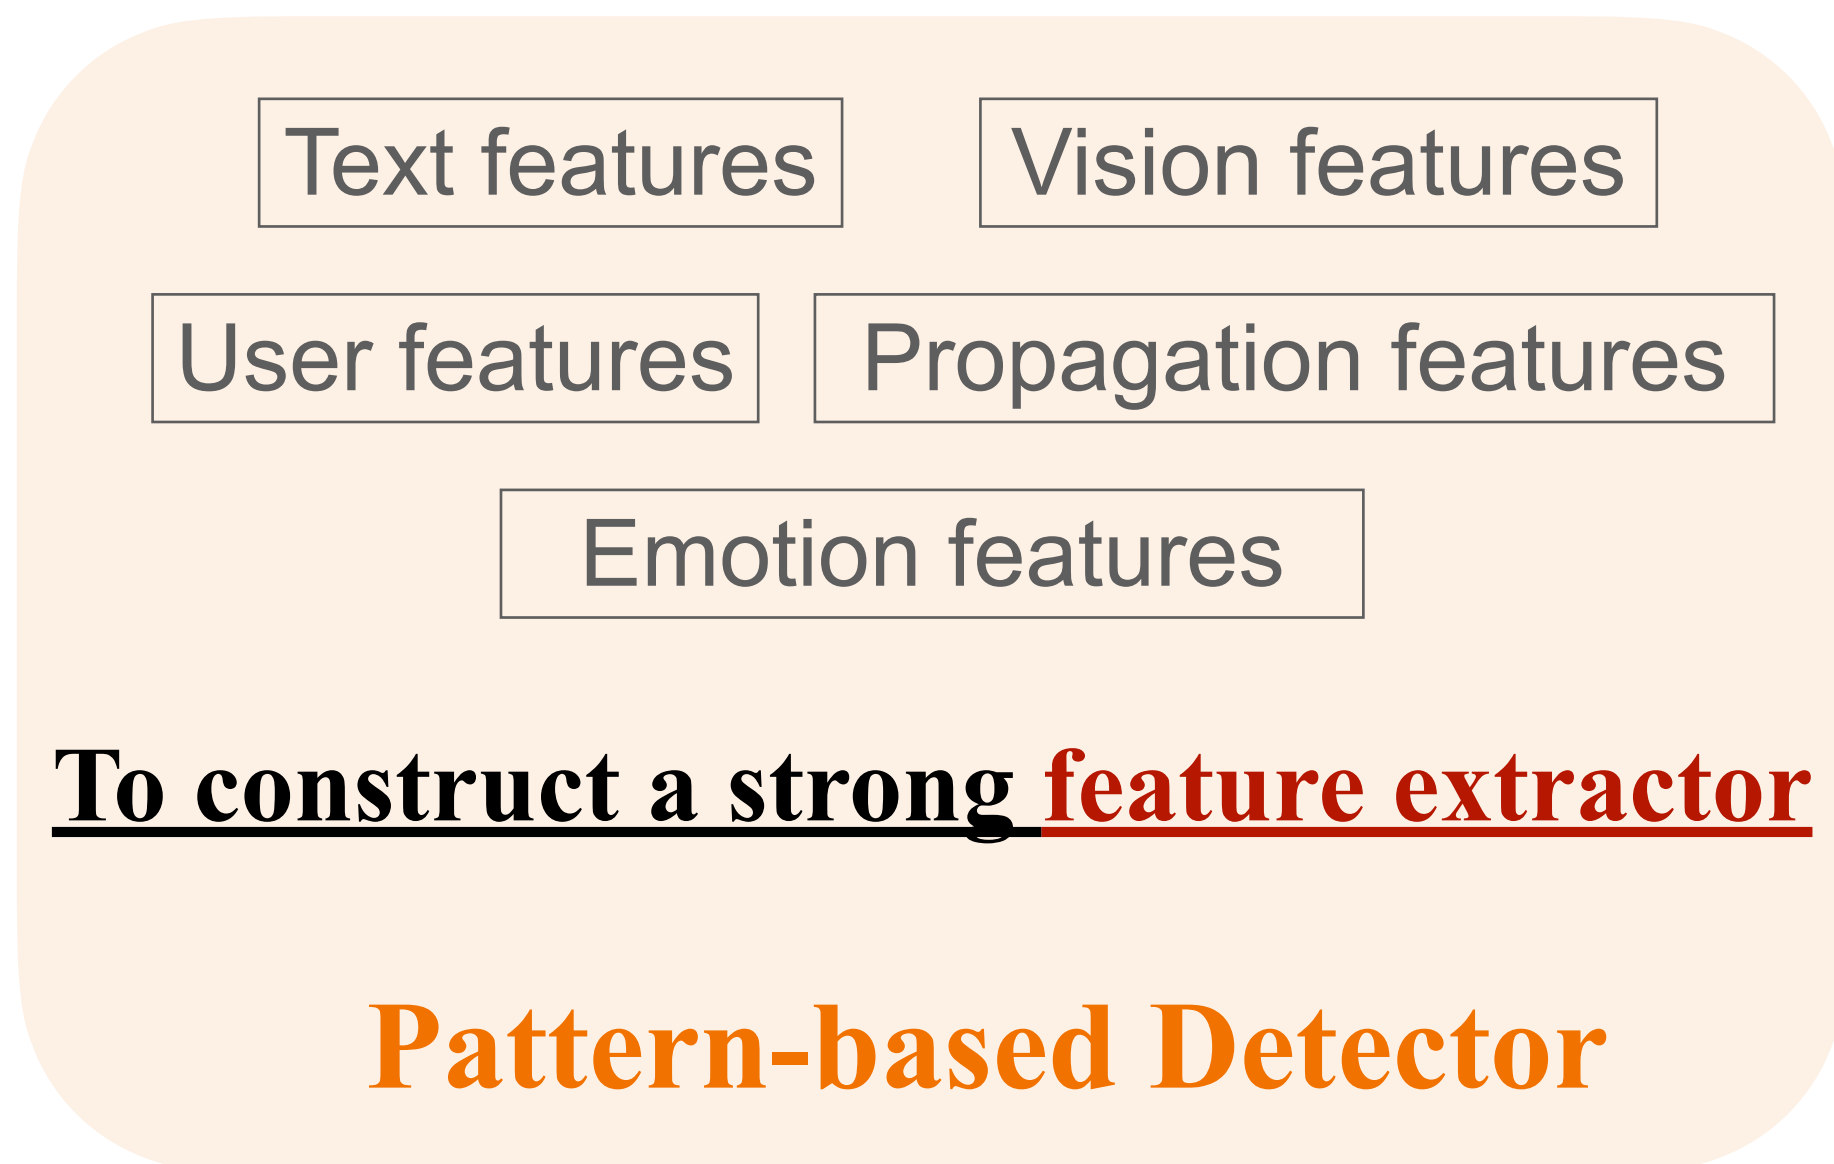 Text features
Vision features
User features
Propagation features
Emotion features
To construct a strong feature extractor
Pattern-based Detector